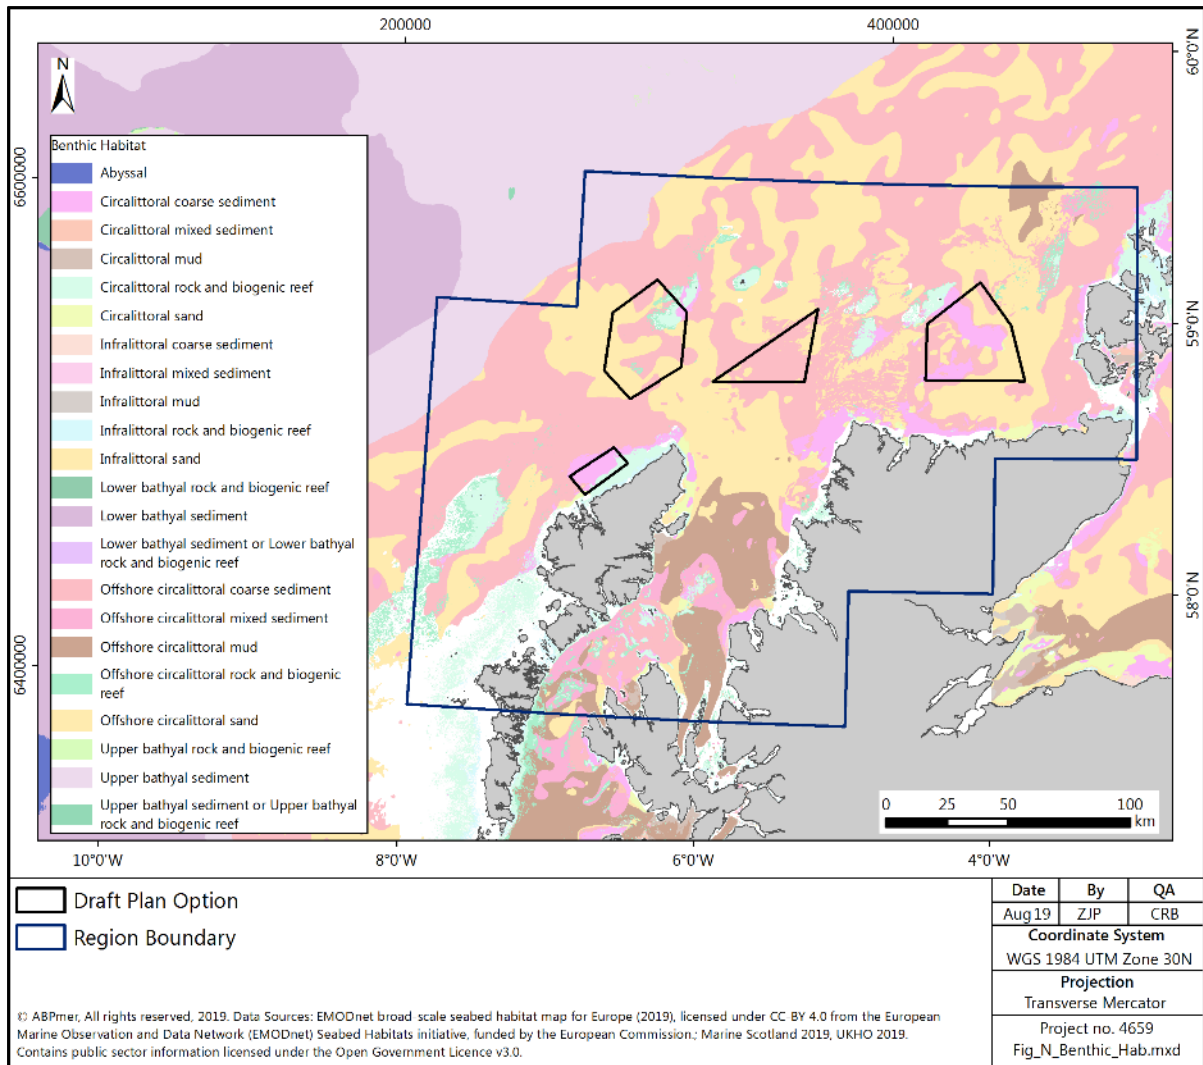 200000
400000
60°0'N
N
Benthic Habitat
Abyssal
Circalittoral coarse sediment
Circalittoral mixed sediment
Circalittoral mud
Circalittoral rock and biogenic reef
Circalittoral sand
Infralittoral coarse sediment
Infralittoral mixed sediment
Infralittoral mud
Infralittoral rock and biogenic reef
Infralittoral sand
Lower bathyal rock and biogenic reef
Lower bathyal sediment
Lower bathyal sediment or Lower bathyal
rock and biogenic reef
Offshore circalittoral coarse sediment
Offshore circalittoral mixed sediment
Offshore circalittoral mud
Offshore circalittoral rock and biogenic
reef
Offshore circalittoral sand
Upper bathyal rock and biogenic reef
Upper bathyal sediment
Upper bathyal sediment or Upper bathyal
rock and biogenic reef
6600000
6400000
59°0'N
58°0'N
0 25 50 100
km
10°0'W
8°0'W
6°0'W
4°0'W
Draft Plan Option
Region Boundary
Date By QA
Aug 19 ZJP CRB
Coordinate System
WGS 1984 UTM Zone 30N
Projection
Transverse Mercator
Project no. 4659
Fig_N_Benthic_Hab.mxd
© ABPmer, All rights reserved, 2019. Data Sources: EMODnet broad scale seabed habitat map for Europe (2019), licensed under CC BY 4.0 from the European
Marine Observation and Data Network (EMODnet) Seabed Habitats initiative, funded by the European Commission.; Marine Scotland 2019, UKHO 2019.
Contains public sector information licensed under the Open Government Licence v3.0.